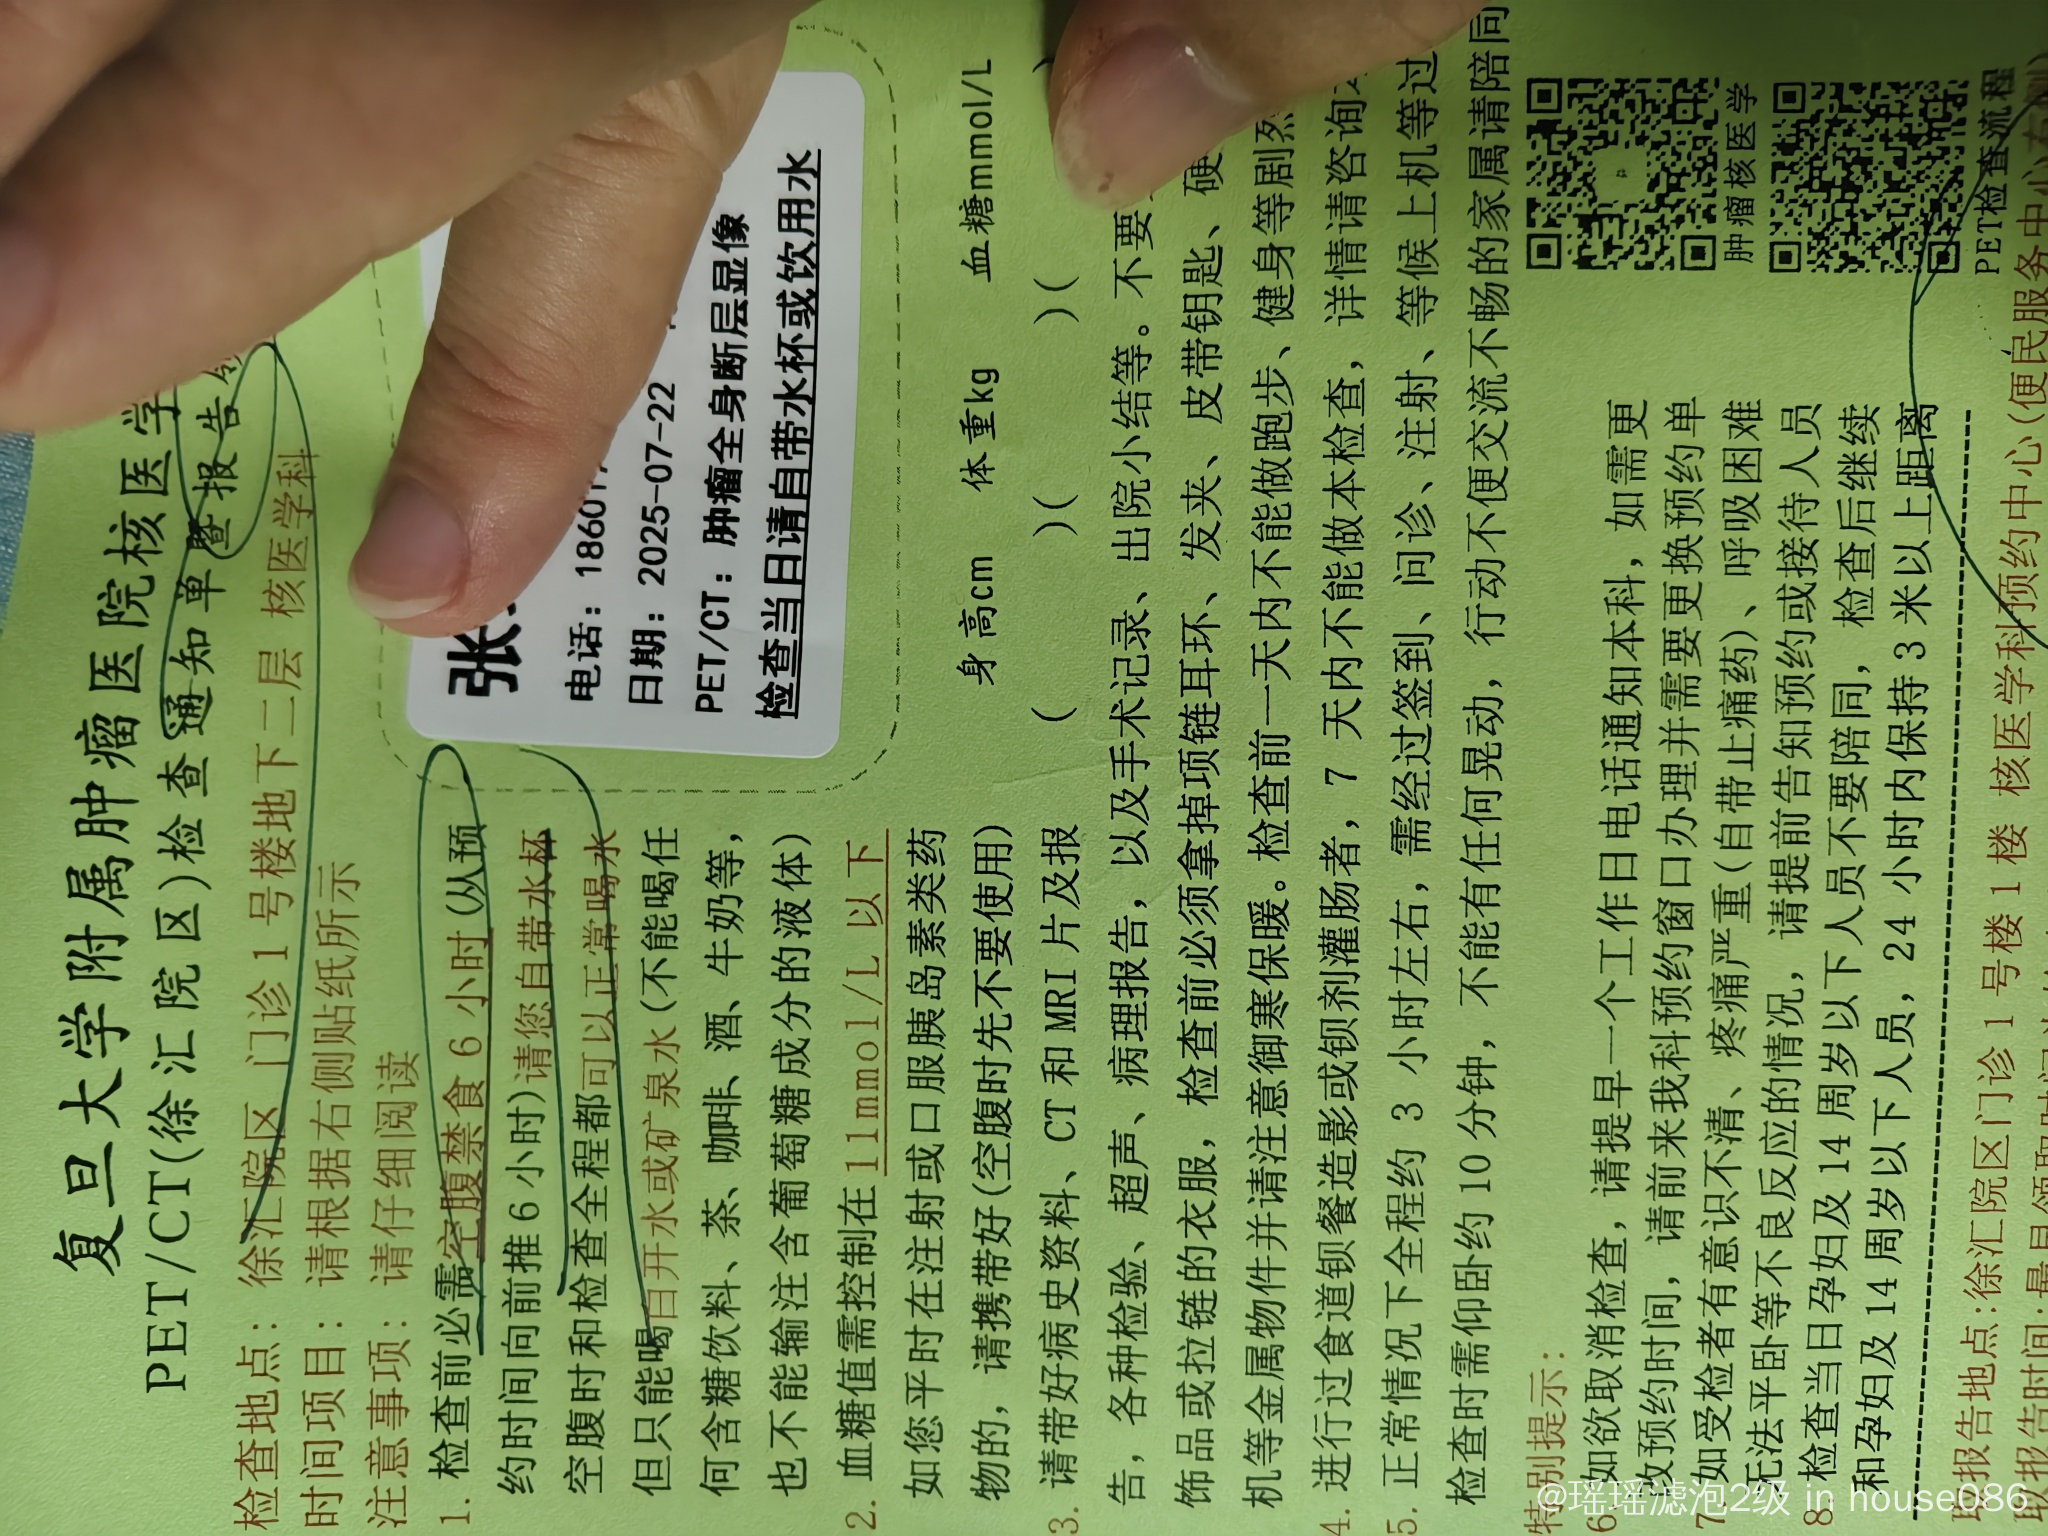 复旦大学附属肿瘤医院核医学
PET/CT(徐汇院区)检查通知单暨报告
检查地点：徐汇院区 门诊1号楼地下二层 核医学科
时间项目：请根据右侧贴纸所示
注意事项：请仔细阅读
1. 检查前必需空腹禁食 6 小时(从预
约时间向前推 6 小时)请您自带水杯
空腹时和检查全程都可以正常喝水
但只能喝白开水或矿泉水(不能喝任
何含糖饮料、茶、咖啡、酒、牛奶等，
也不能输注含葡萄糖成分的液体)
张
电话：18601
日期：2025-07-22
PET/CT：肿瘤全身断层显像
检查当日请自带水杯或饮用水
2. 血糖值需控制在 11mmol/L 以下
如您平时在注射或口服胰岛素类药
物的，请携带好(空腹时先不要使用)
身高cm 体重kg 血糖mmol/L
( )( )( )
3. 请带好病史资料、CT 和 MRI 片及报
告，各种检验、超声、病理报告，以及手术记录、出院小结等。不要
饰品或拉链的衣服，检查前必须拿掉项链耳环、发夹、皮带钥匙、硬
机等金属物件并请注意御寒保暖。检查前一天内不能做跑步、健身等剧烈
4. 进行过食道钡餐造影或钡剂灌肠者，7 天内不能做本检查，详情请咨询
5. 正常情况下全程约 3 小时左右，需经过签到、问诊、注射、等候上机等过
检查时需仰卧约 10 分钟，不能有任何晃动，行动不便交流不畅的家属请陪同
特别提示：
6. 如欲取消检查，请提早一个工作日电话通知本科，如需更
改预约时间，请前来我科预约窗口办理并需要更换预约单
7. 如受检者有意识不清、疼痛严重(自带止痛药)、呼吸困难
无法平卧等不良反应的情况，请提前告知预约或接待人员
8. 检查当日孕妇及 14 周岁以下人员不要陪同，检查后继续
和孕妇及 14 周岁以下人员，24 小时内保持 3 米以上距离
肿瘤核医学
PET检查流程
取报告地点:徐汇院区门诊 1 号楼 1 楼 核医学科预约中心(便民服务中心右侧)
取报告时间:
@瑶瑶滤泡2级 in house086